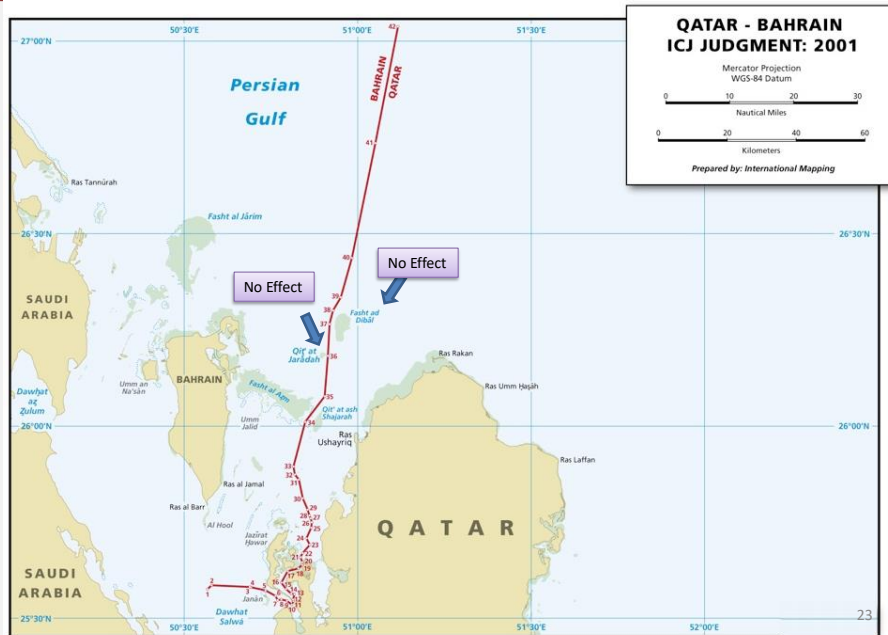 QATAR - BAHRAIN
ICJ JUDGMENT: 2001
Mercator Projection
WGS-84 Datum
0 10 20 30
Nautical Miles
0 20 40 60
Kilometers
Prepared by: International Mapping
50°30'E 51°00'E 51°30'E
27°00'N
42
BAHRAIN
QATAR
Persian
Gulf
41
Ras Tannūrah
Fasht al Jārim
26°30'N 26°30'N
40
No Effect
No Effect
39
38
37
Fasht ad
Dibāl
SAUDI
ARABIA
Qit' at
Jarādah
36
Ras Rakan
BAHRAIN
Umm an
Na'sān
Fasht al Azm
Ras Umm Hasāh
Dawhat
az
Zulum
35
Qit' at ash
Shajarah
Umm
Jalid
34
26°00'N 26°00'N
Ras
Ushayriq
Ras Laffan
33
32
31
Ras al Jamal
30
Ras al Barr
29
28 27
26
25
Al Hool
QATAR
Jazīrat
Hawar
24
23
22
21
20
19
18
17
16
15
14
13
12
11
10
9
8
7
6
5
4
3
2
1
SAUDI
ARABIA
Janān
Dawhat
Salwá
25°30'N 25°30'N
50°30'E 51°00'E 51°30'E 52°00'E
23